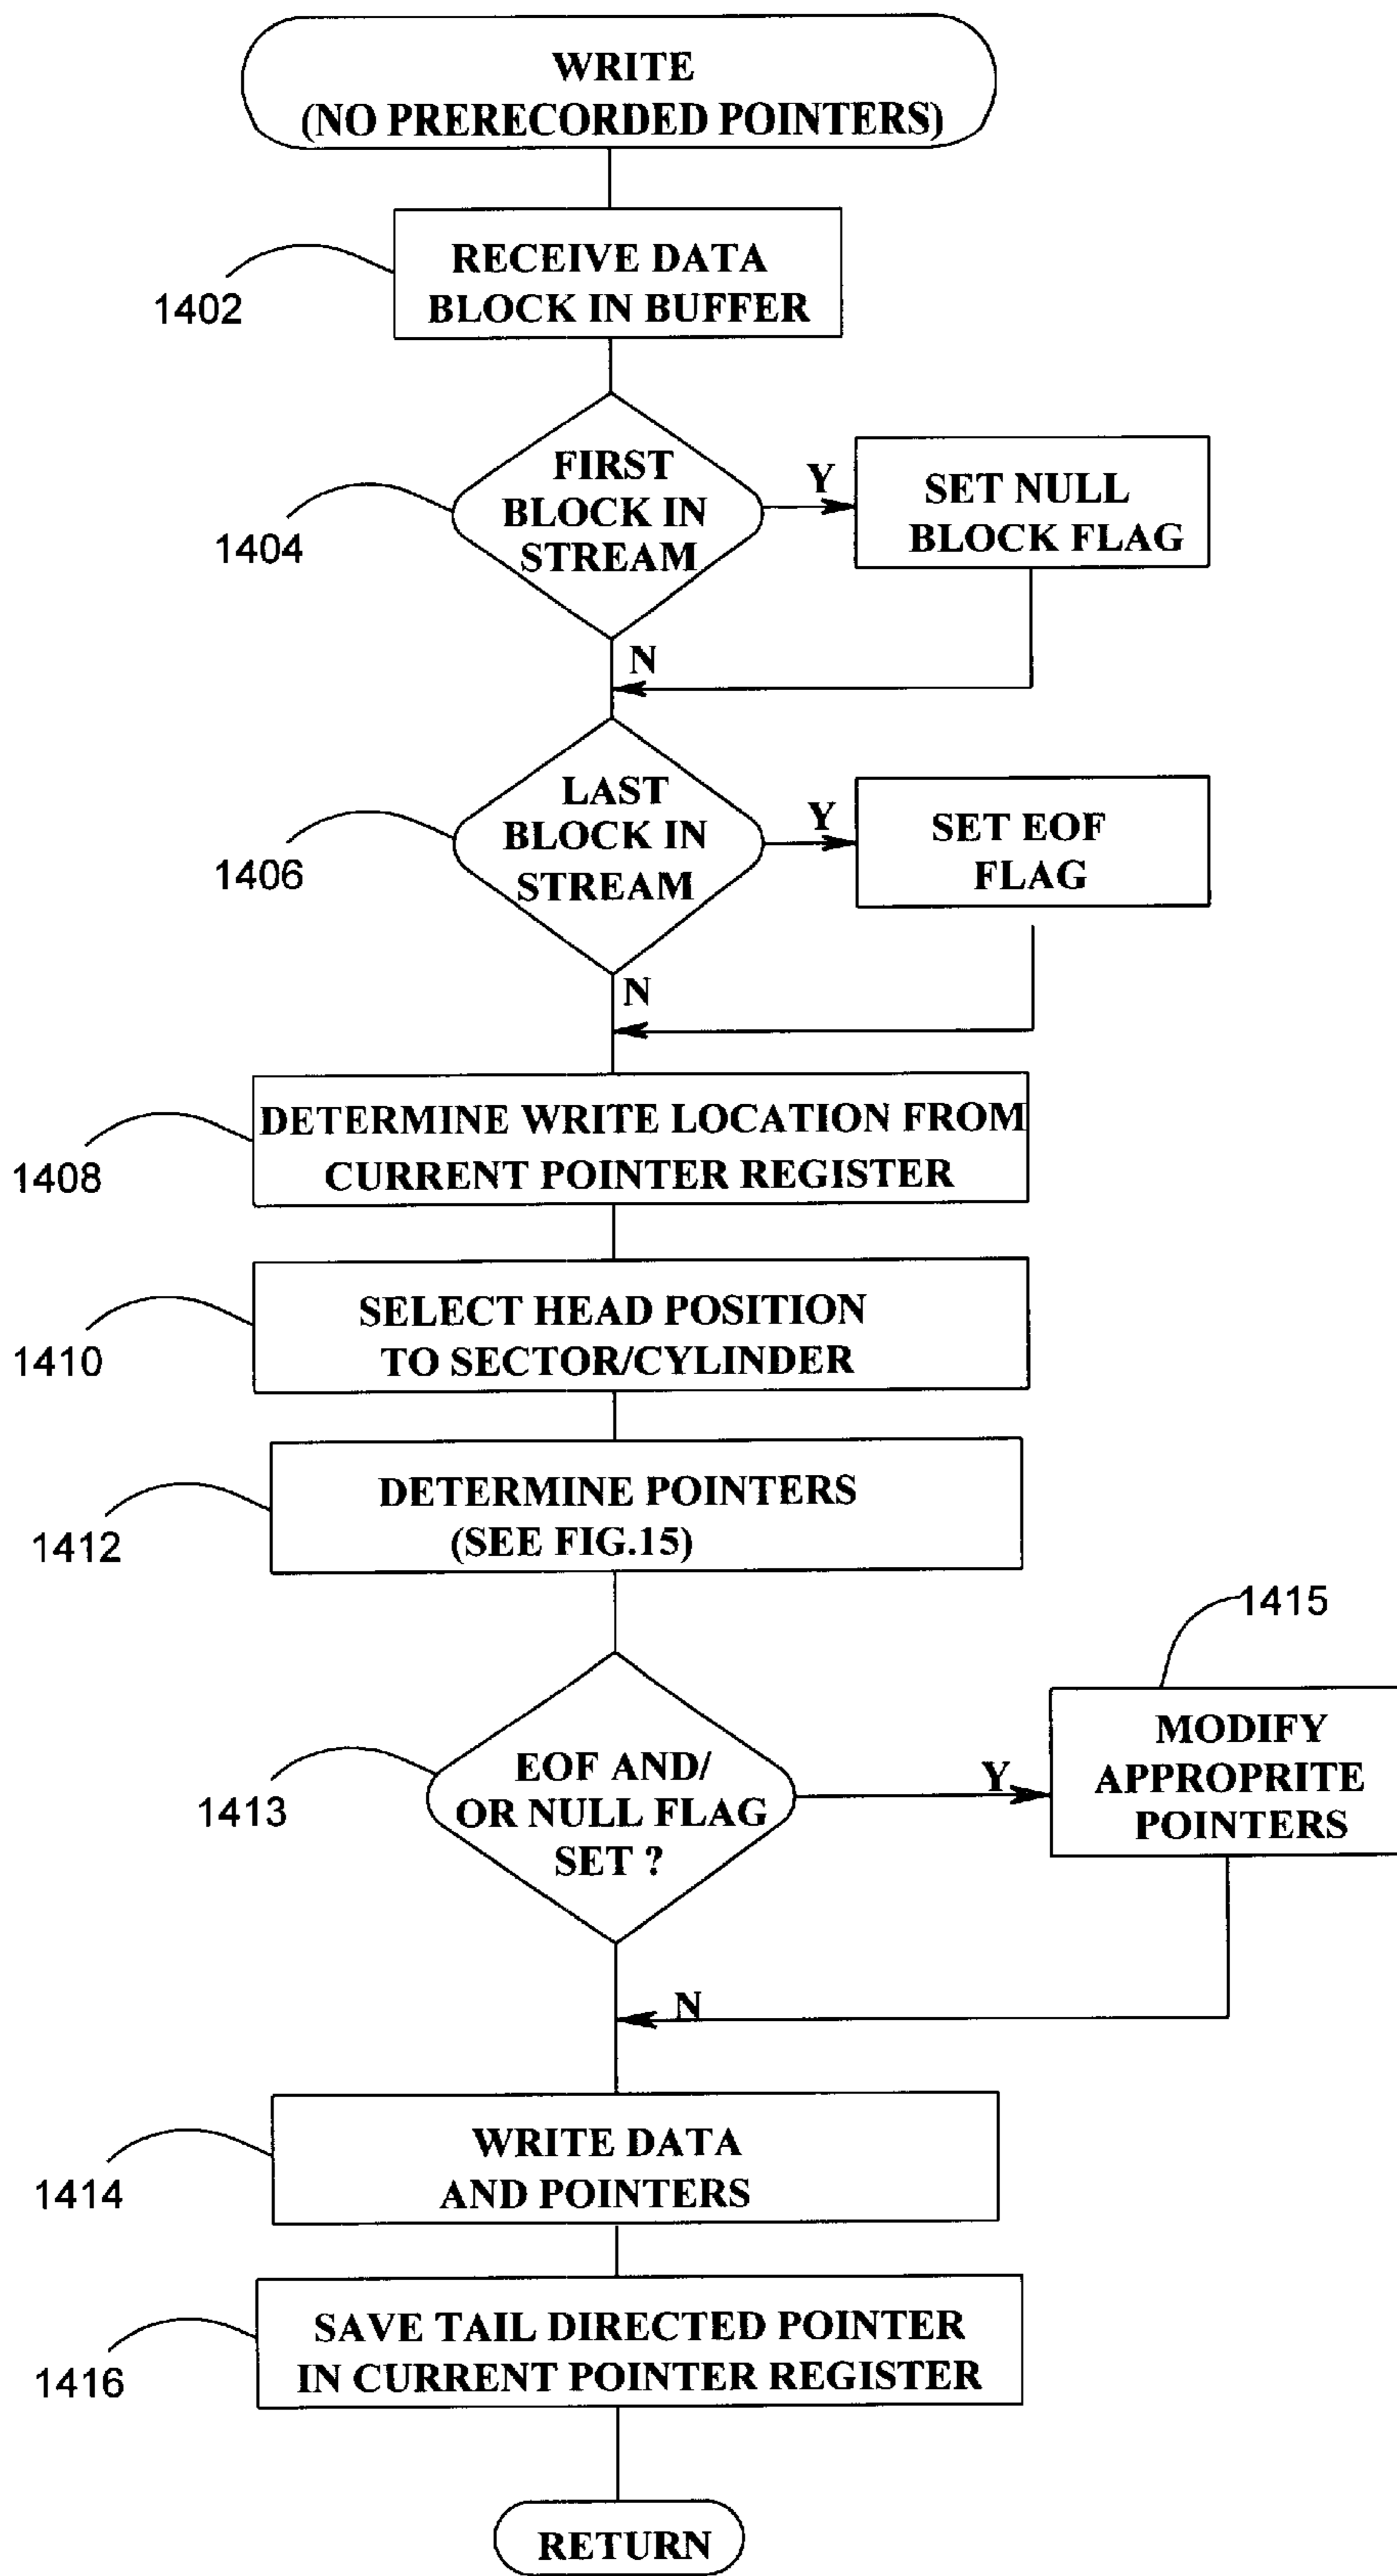 WRITE
(NO PRERECORDED POINTERS)
RECEIVE DATA
BLOCK IN BUFFER
1402
FIRST
BLOCK IN
STREAM
1404
Y
SET NULL
BLOCK FLAG
N
LAST
BLOCK IN
STREAM
1406
Y
SET EOF
FLAG
N
DETERMINE WRITE LOCATION FROM
CURRENT POINTER REGISTER
1408
SELECT HEAD POSITION
TO SECTOR/CYLINDER
1410
DETERMINE POINTERS
(SEE FIG.15)
1412
1415
EOF AND/
OR NULL FLAG
SET ?
1413
Y
MODIFY
APPROPRITE
POINTERS
N
WRITE DATA
AND POINTERS
1414
SAVE TAIL DIRECTED POINTER
IN CURRENT POINTER REGISTER
1416
RETURN